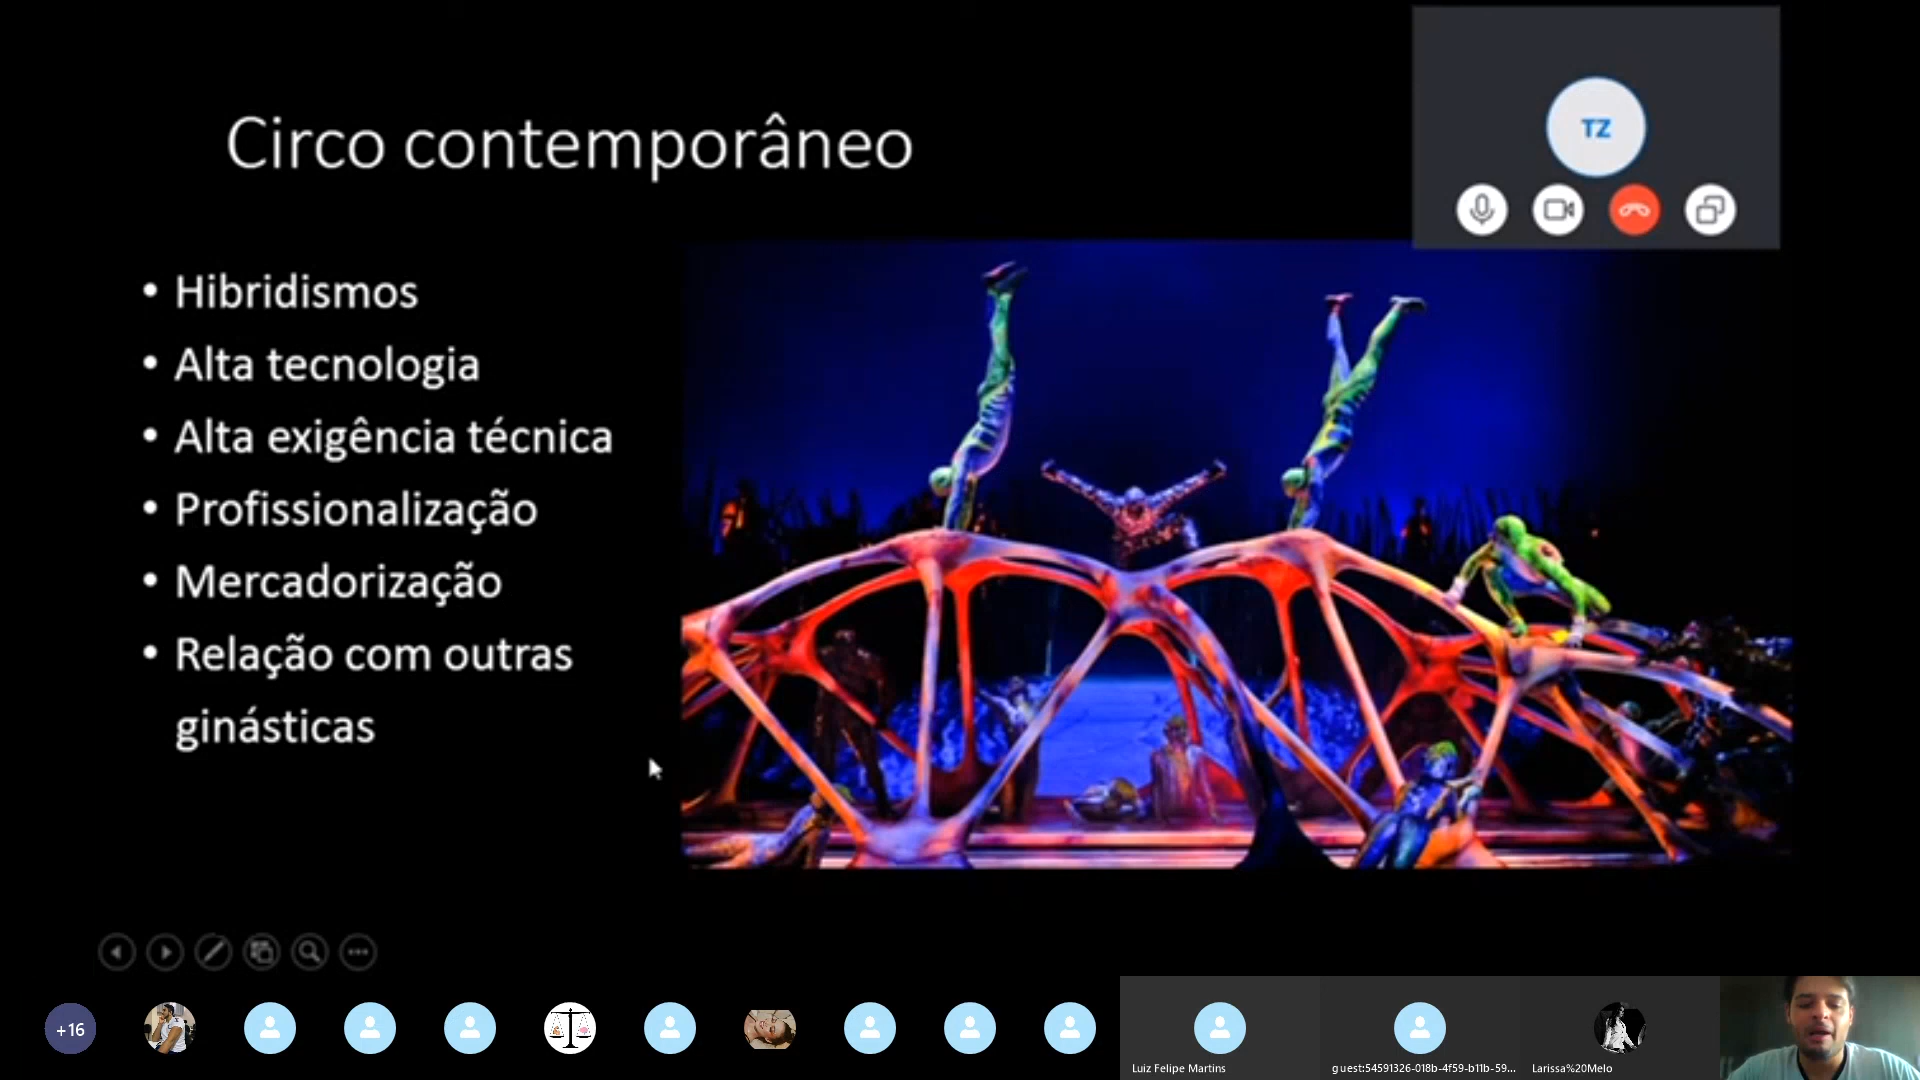 TZ
Circo contemporâneo
• Hibridismos
• Alta tecnologia
• Alta exigência técnica
• Profissionalização
• Mercadorização
• Relação com outras
ginásticas
+16
Luiz Felipe Martins
guest:54591326-018b-4f59-b11b-59...
Larissa%20Melo